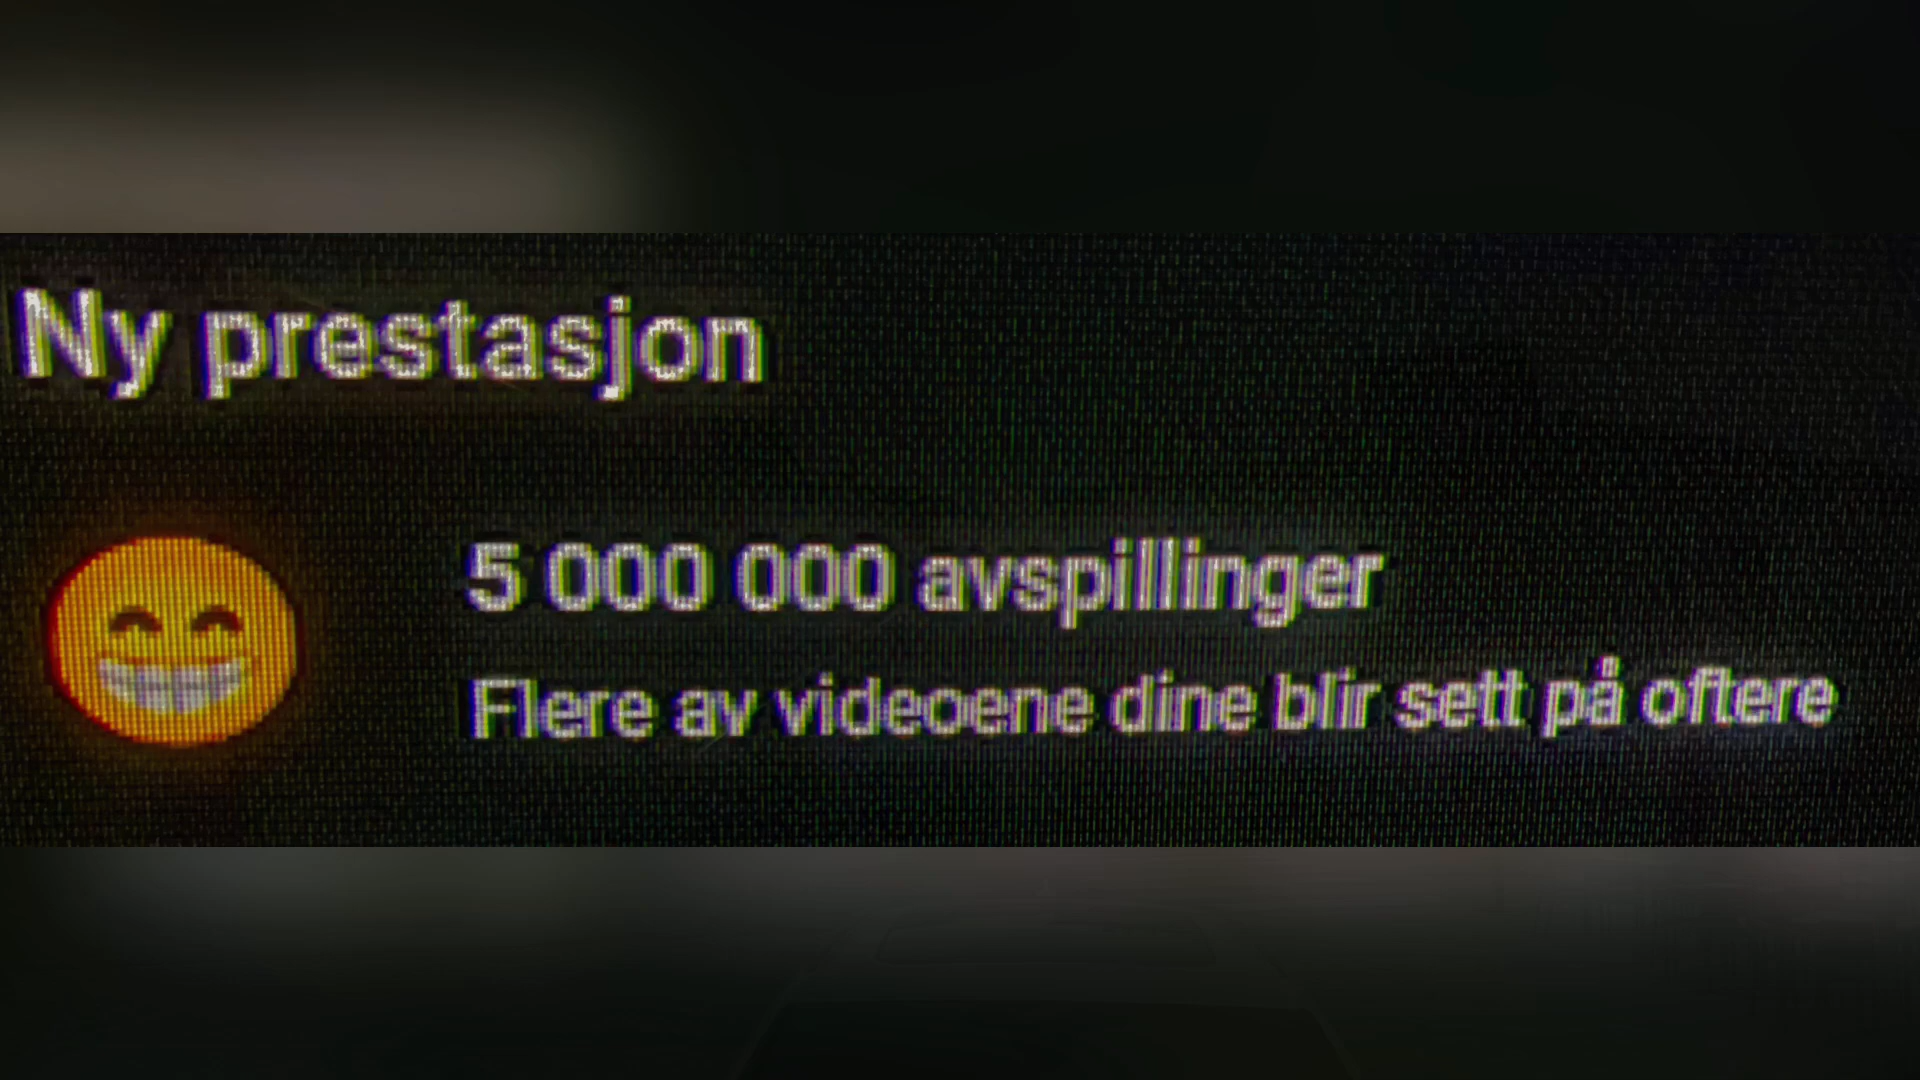 Ny prestasjon
5 000 000 avspillinger
Flere av videoene dine blir sett på oftere